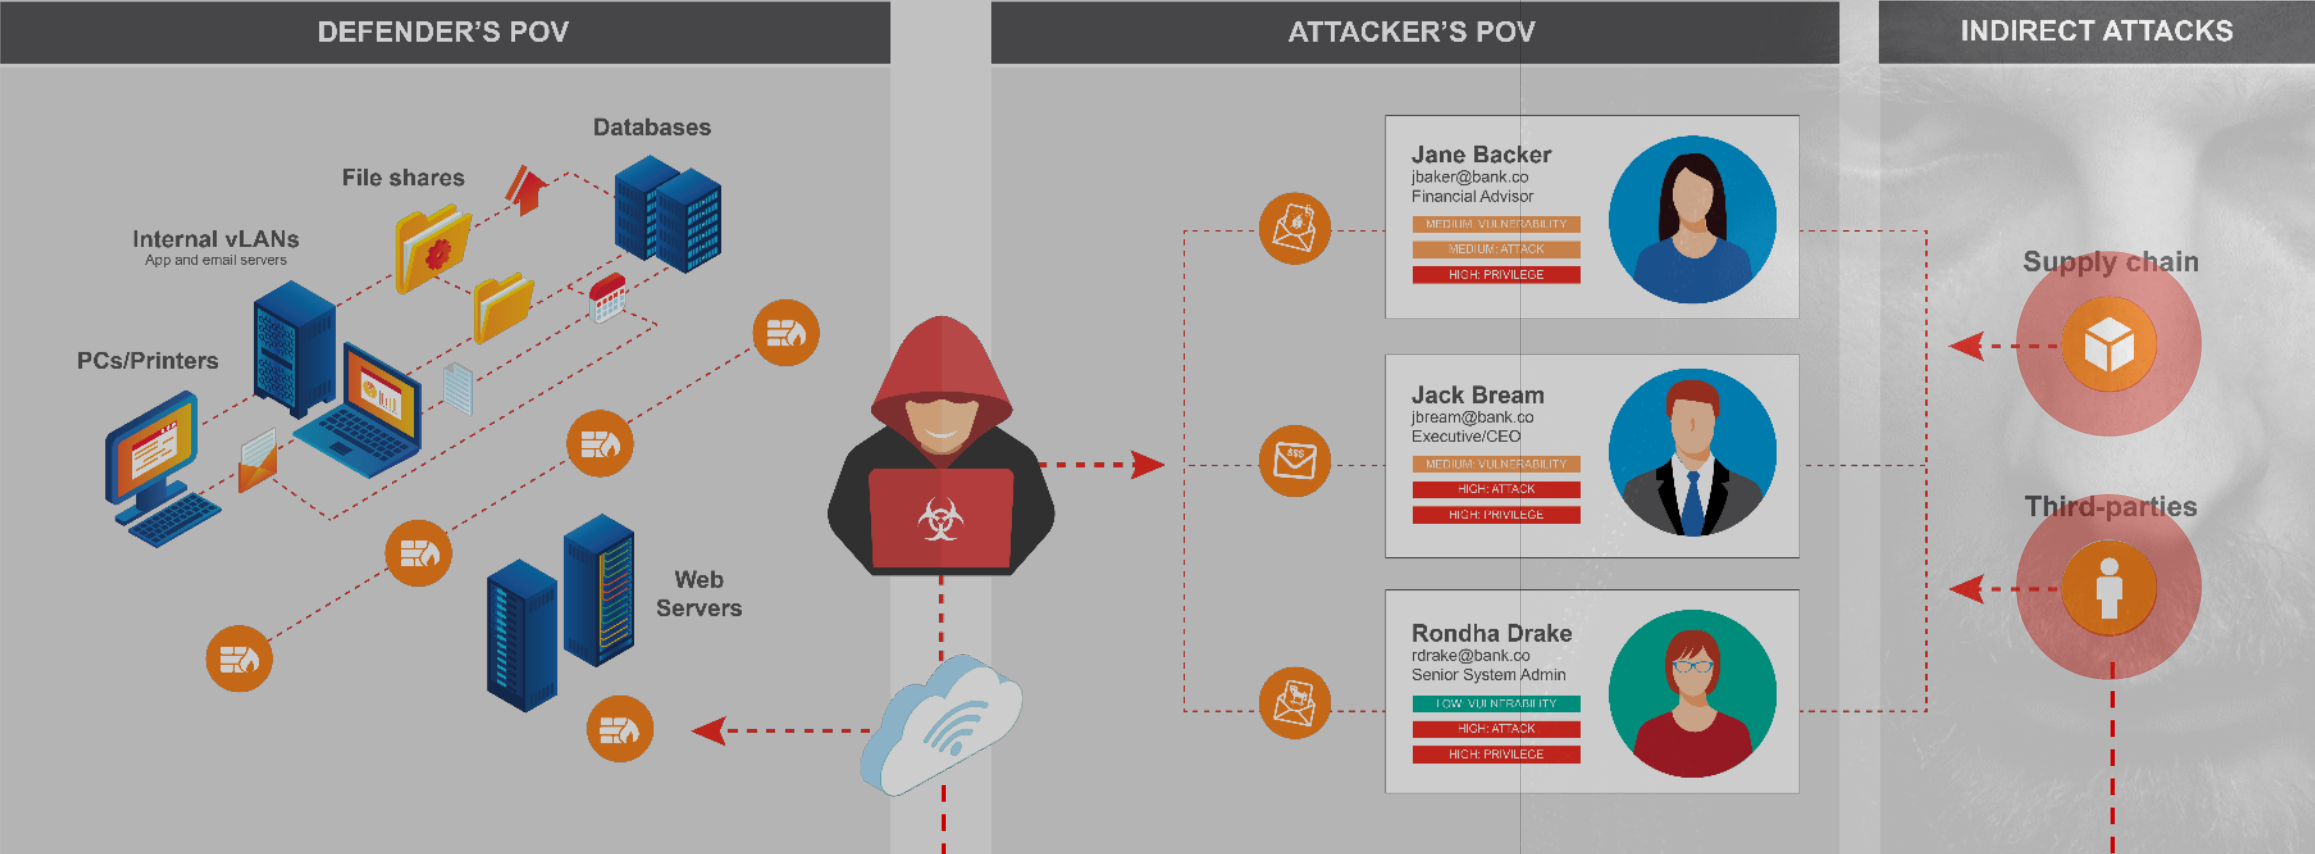 DEFENDER'S POV
Databases
File shares
Internal vLANs
App and email servers
PCs/Printers
Web
Servers
ATTACKER'S POV
Jane Backer
jbaker@bank.co
Financial Advisor
MEDIUM: VULNERABILITY
MEDIUM: ATTACK
HIGH: PRIVILEGE
$$$
Jack Bream
jbream@bank.co
Executive/CEO
MEDIUM: VULNERABILITY
HIGH: ATTACK
HIGH: PRIVILEGE
Rondha Drake
rdrake@bank.co
Senior System Admin
LOW: VULNERABILITY
HIGH: ATTACK
HIGH: PRIVILEGE
INDIRECT ATTACKS
Supply chain
Third-parties